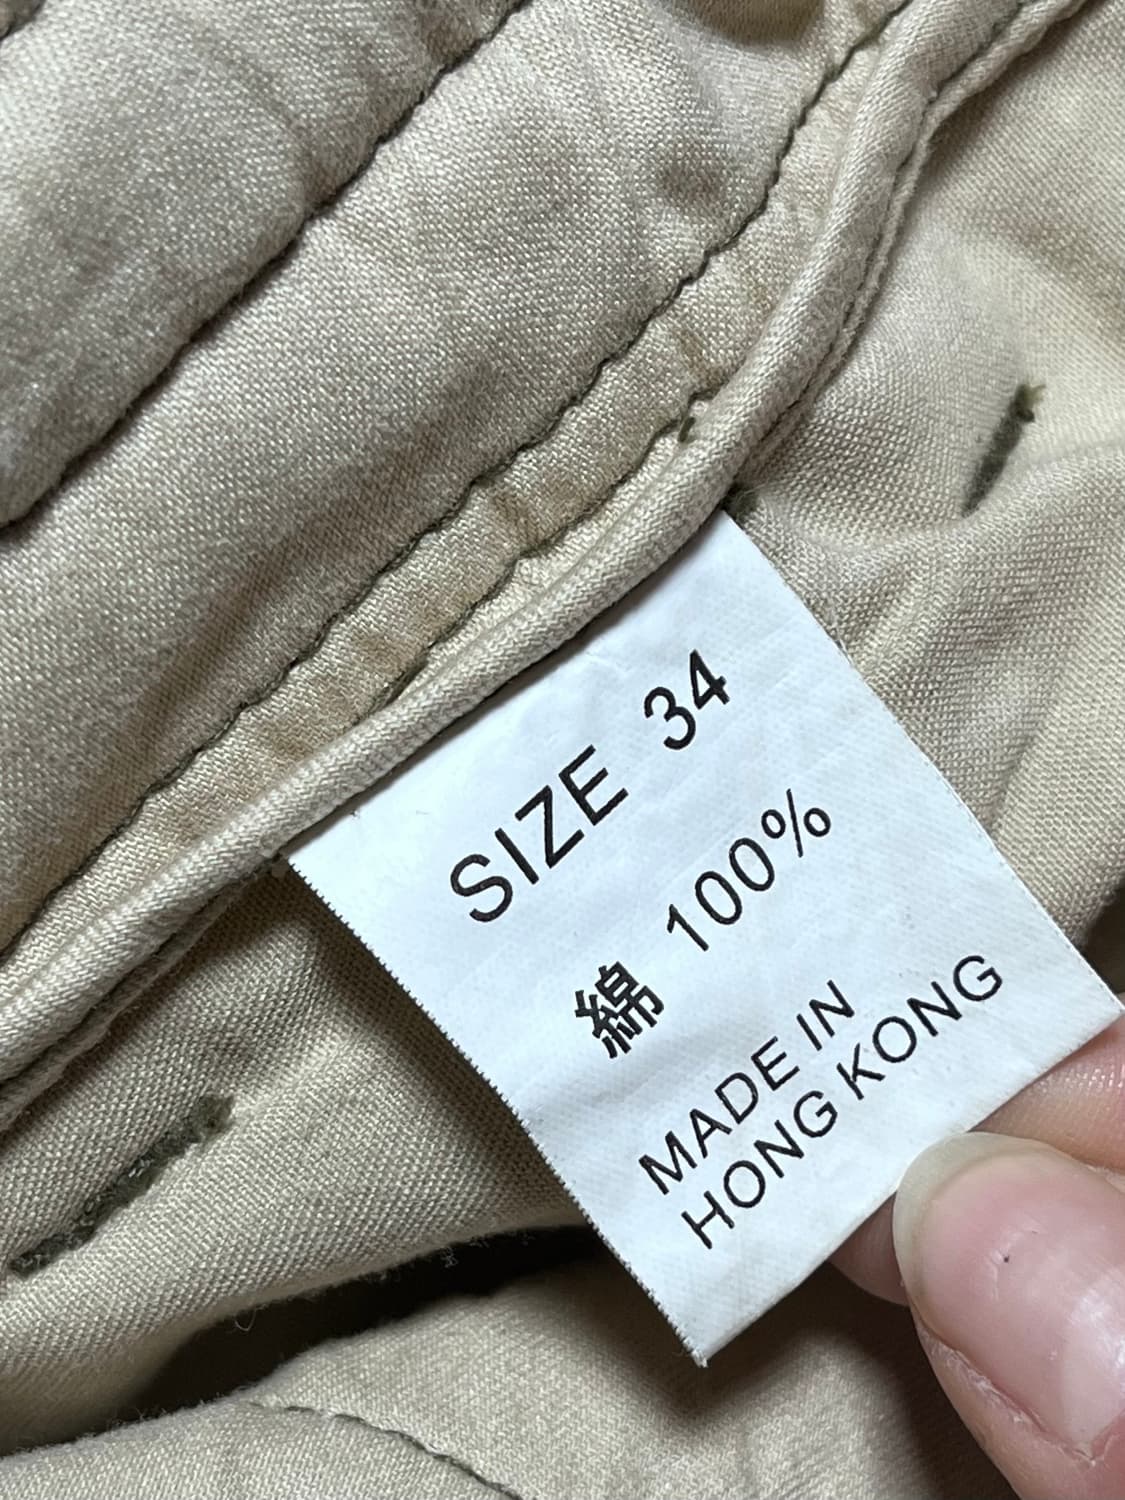 SIZE 34
綿 100%
MADE IN
HONG KONG